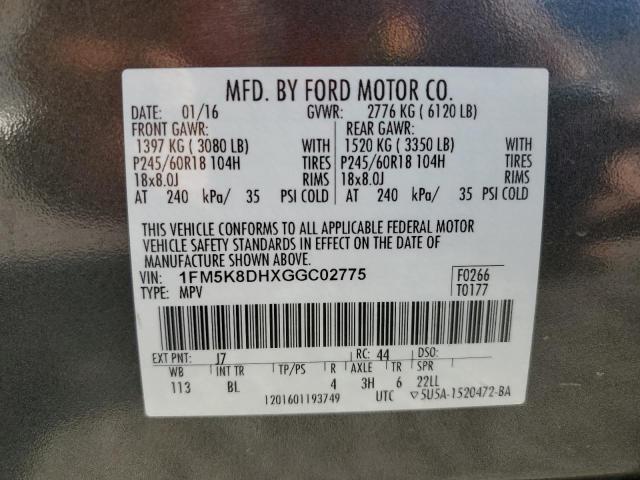 MFD. BY FORD MOTOR CO.
DATE: 01/16 GVWR: 2776 KG ( 6120 LB)
FRONT GAWR: REAR GAWR:
1397 KG ( 3080 LB) WITH 1520 KG ( 3350 LB) WITH
P245/60R18 104H TIRES P245/60R18 104H TIRES
18x8.0J RIMS 18x8.0J RIMS
AT 240 kPa/ 35 PSI COLD AT 240 kPa/ 35 PSI COLD
THIS VEHICLE CONFORMS TO ALL APPLICABLE FEDERAL MOTOR
VEHICLE SAFETY STANDARDS IN EFFECT ON THE DATE OF
MANUFACTURE SHOWN ABOVE.
VIN: 1FM5K8DHXGGC02775 F0266
TYPE: MPV T0177
EXT PNT: J7 RC: 44 DSO:
WB INT TR TP/PS R AXLE TR SPR
113 BL 4 3H 6 22LL
1201601193749 UTC ▽5U5A-1520472-BA